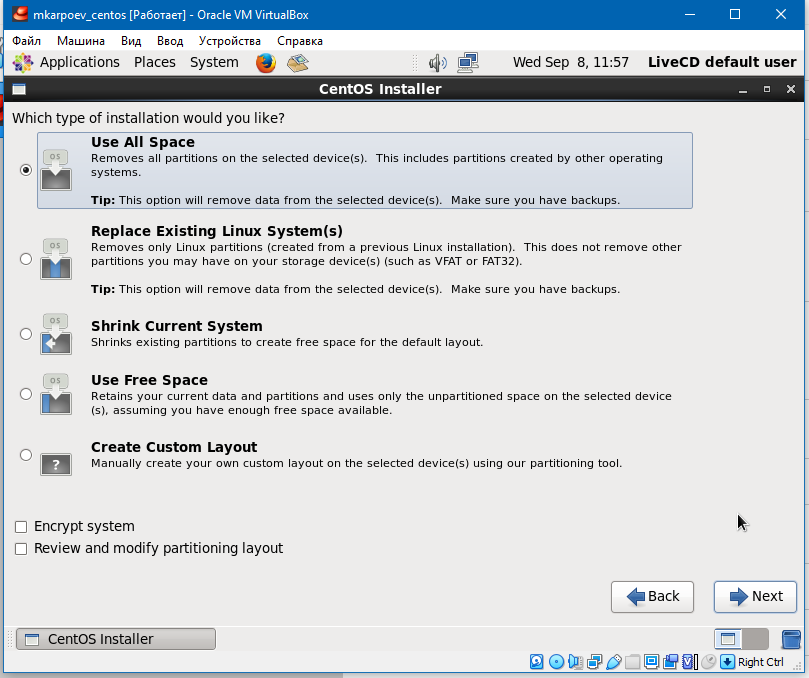 mkarpoev_centos [Работает] - Oracle VM VirtualBox
Файл Машина Вид Ввод Устройства Справка
Applications Places System Wed Sep 8, 11:57 LiveCD default user
CentOS Installer
Which type of installation would you like?
OS
Use All Space
Removes all partitions on the selected device(s). This includes partitions created by other operating
systems.
Tip: This option will remove data from the selected device(s). Make sure you have backups.
OS
Replace Existing Linux System(s)
Removes only Linux partitions (created from a previous Linux installation). This does not remove other
partitions you may have on your storage device(s) (such as VFAT or FAT32).
Tip: This option will remove data from the selected device(s). Make sure you have backups.
OS
Shrink Current System
Shrinks existing partitions to create free space for the default layout.
OS
Use Free Space
Retains your current data and partitions and uses only the unpartitioned space on the selected device
(s), assuming you have enough free space available.
?
Create Custom Layout
Manually create your own custom layout on the selected device(s) using our partitioning tool.
Encrypt system
Review and modify partitioning layout
Back Next
CentOS Installer
Right Ctrl